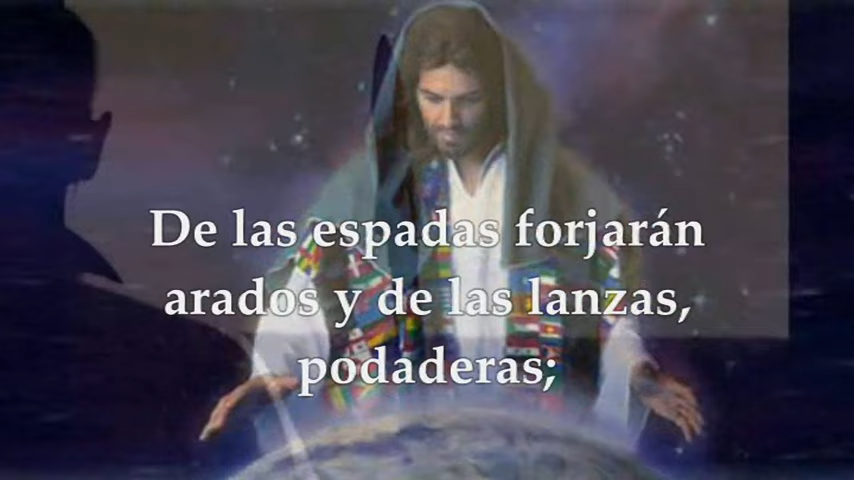 De las espadas forjarán
arados y de las lanzas,
podaderas;